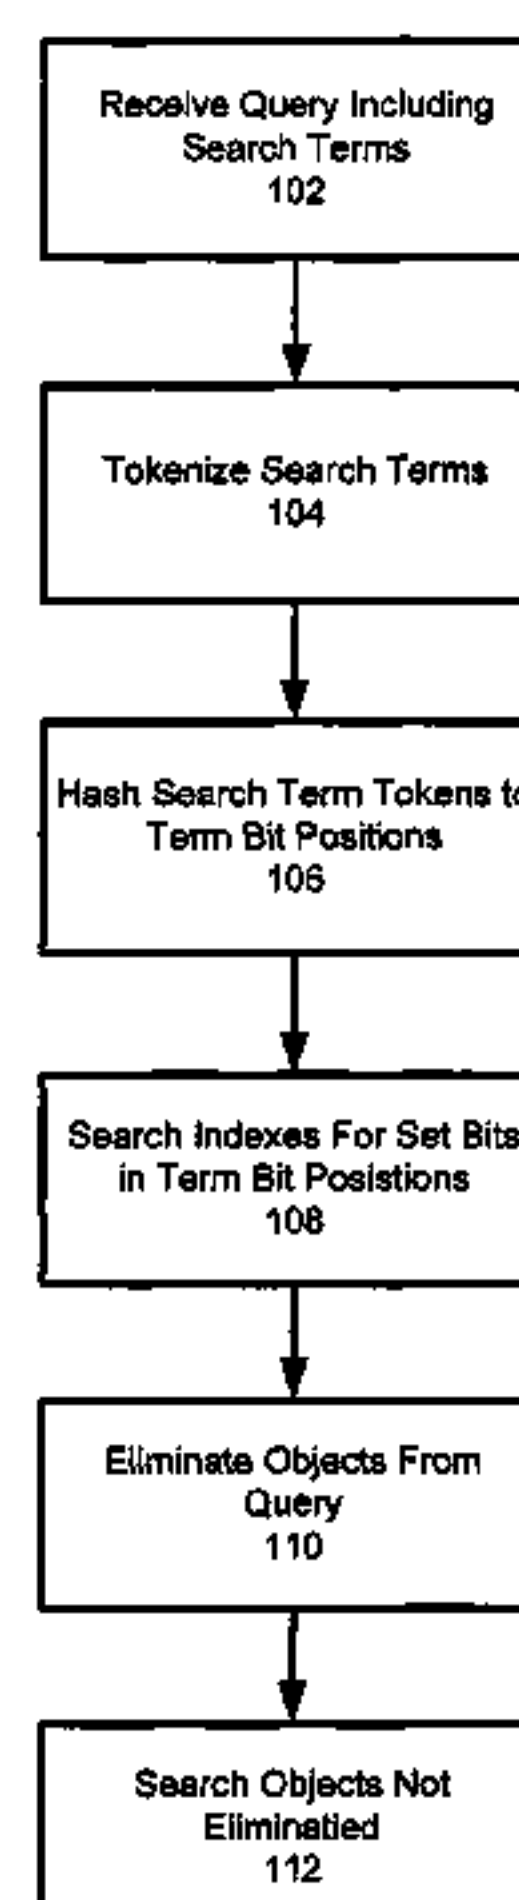 Receive Query Including
Search Terms
102
Tokenize Search Terms
104
Hash Search Term Tokens to
Term Bit Positions
106
Search Indexes For Set Bits
in Term Bit Posistions
108
Eliminate Objects From
Query
110
Search Objects Not
Eliminatied
112